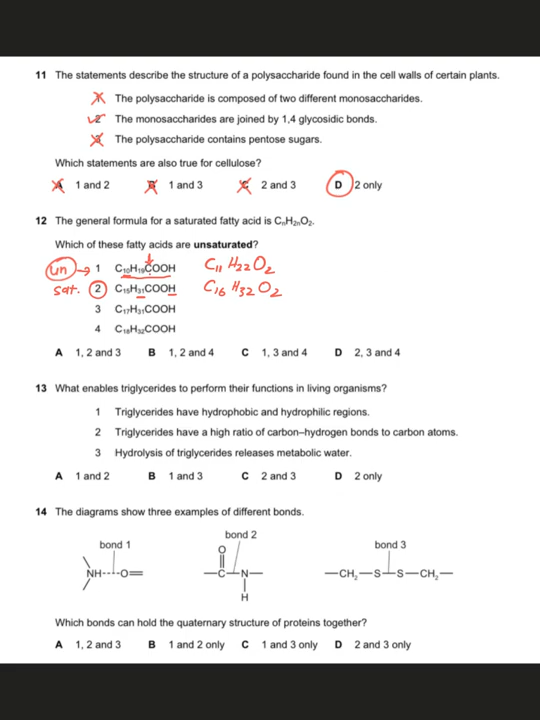 11 The statements describe the structure of a polysaccharide found in the cell walls of certain plants.
1 The polysaccharide is composed of two different monosaccharides.
2 The monosaccharides are joined by 1,4 glycosidic bonds.
3 The polysaccharide contains pentose sugars.
Which statements are also true for cellulose?
A 1 and 2 B 1 and 3 C 2 and 3 D 2 only
12 The general formula for a saturated fatty acid is CₙH₂ₙO₂.
Which of these fatty acids are unsaturated?
un → 1 C₁₀H₁₉COOH C₁₁ H₂₂ O₂
sat. 2 C₁₅H₃₁COOH C₁₆ H₃₂ O₂
3 C₁₇H₃₁COOH
4 C₁₈H₃₂COOH
A 1, 2 and 3 B 1, 2 and 4 C 1, 3 and 4 D 2, 3 and 4
13 What enables triglycerides to perform their functions in living organisms?
1 Triglycerides have hydrophobic and hydrophilic regions.
2 Triglycerides have a high ratio of carbon–hydrogen bonds to carbon atoms.
3 Hydrolysis of triglycerides releases metabolic water.
A 1 and 2 B 1 and 3 C 2 and 3 D 2 only
14 The diagrams show three examples of different bonds.
bond 1 bond 2 bond 3
O
NH----O= —C—N— —CH₂—S—S—CH₂—
H
Which bonds can hold the quaternary structure of proteins together?
A 1, 2 and 3 B 1 and 2 only C 1 and 3 only D 2 and 3 only